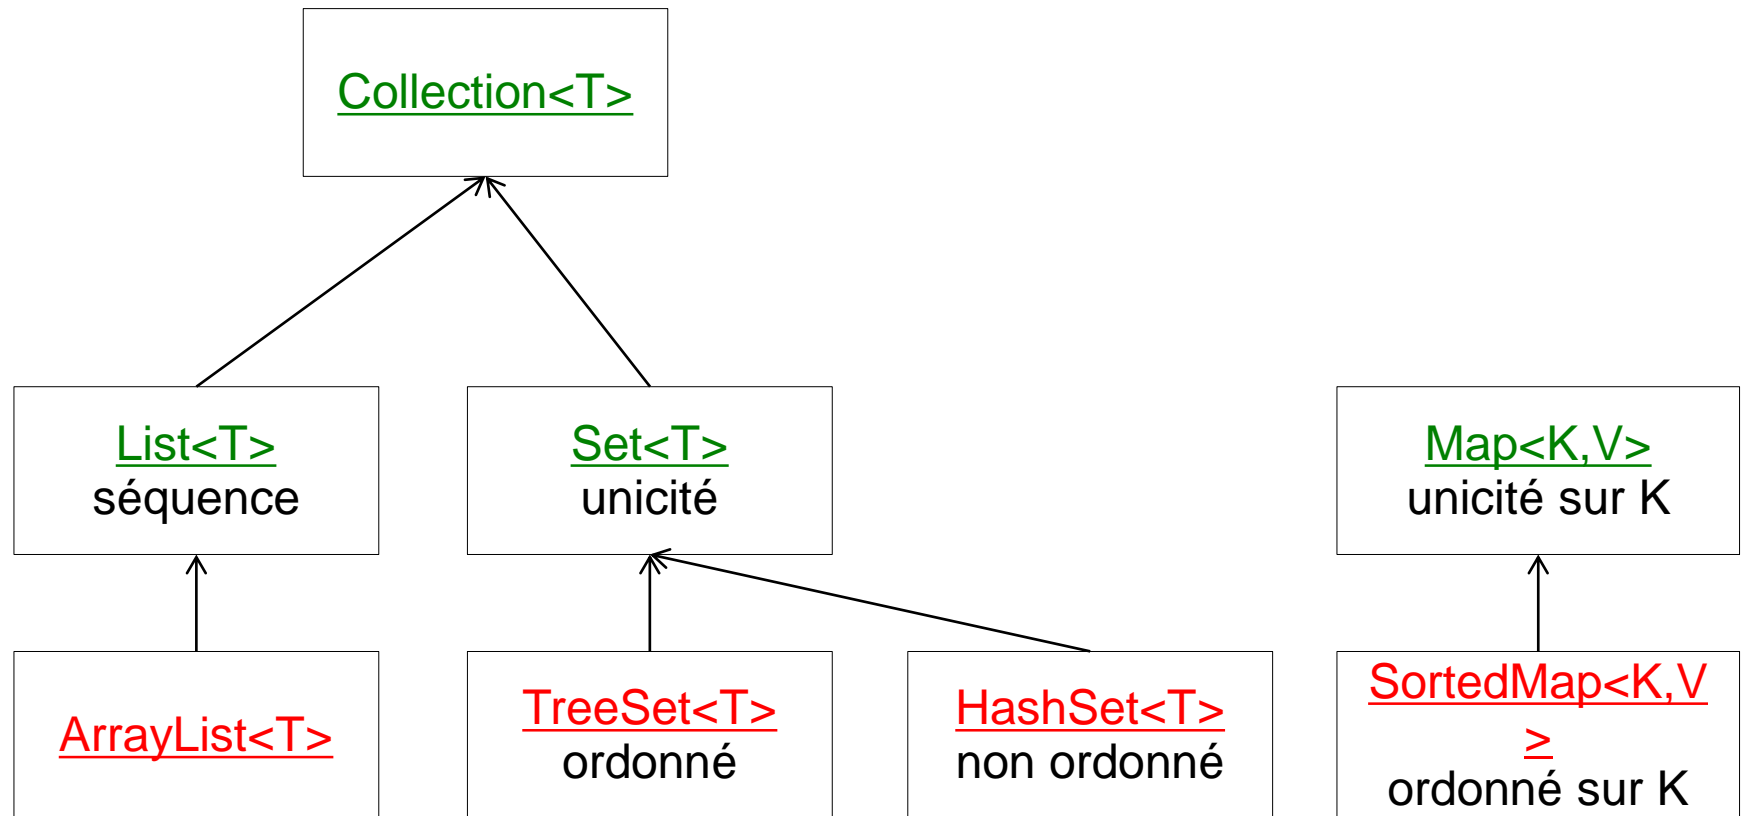 Collection<T>
List<T>
séquence
Set<T>
unicité
Map<K,V>
unicité sur K
ArrayList<T>
TreeSet<T>
ordonné
HashSet<T>
non ordonné
SortedMap<K,V
>
ordonné sur K